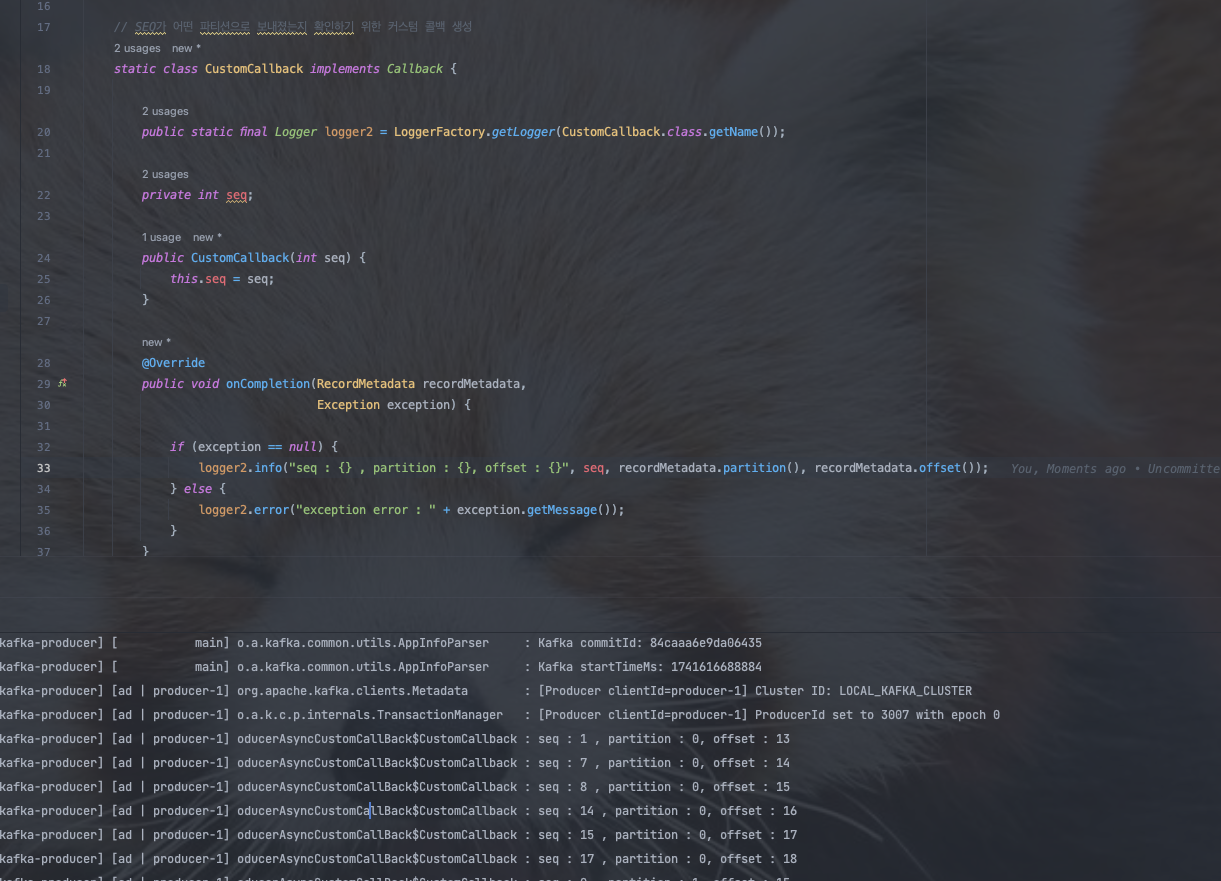 16
17 // SEQ가 어떤 파티션으로 보내졌는지 확인하기 위한 커스텀 콜백 생성
2 usages new *
18 static class CustomCallback implements Callback {
19
2 usages
20 public static final Logger logger2 = LoggerFactory.getLogger(CustomCallback.class.getName());
21
2 usages
22 private int seq;
23
1 usage new *
24 public CustomCallback(int seq) {
25 this.seq = seq;
26 }
27
new *
28 @Override
29 public void onCompletion(RecordMetadata recordMetadata,
30 Exception exception) {
31
32 if (exception == null) {
33 logger2.info("seq : {} , partition : {}, offset : {}", seq, recordMetadata.partition(), recordMetadata.offset()); You, Moments ago • Uncommitte
34 } else {
35 logger2.error("exception error : " + exception.getMessage());
36 }
37 }
kafka-producer] [ main] o.a.kafka.common.utils.AppInfoParser : Kafka commitId: 84caaa6e9da06435
kafka-producer] [ main] o.a.kafka.common.utils.AppInfoParser : Kafka startTimeMs: 1741616688884
kafka-producer] [ad | producer-1] org.apache.kafka.clients.Metadata : [Producer clientId=producer-1] Cluster ID: LOCAL_KAFKA_CLUSTER
kafka-producer] [ad | producer-1] o.a.k.c.p.internals.TransactionManager : [Producer clientId=producer-1] ProducerId set to 3007 with epoch 0
kafka-producer] [ad | producer-1] oducerAsyncCustomCallBack$CustomCallback : seq : 1 , partition : 0, offset : 13
kafka-producer] [ad | producer-1] oducerAsyncCustomCallBack$CustomCallback : seq : 7 , partition : 0, offset : 14
kafka-producer] [ad | producer-1] oducerAsyncCustomCallBack$CustomCallback : seq : 8 , partition : 0, offset : 15
kafka-producer] [ad | producer-1] oducerAsyncCustomCallBack$CustomCallback : seq : 14 , partition : 0, offset : 16
kafka-producer] [ad | producer-1] oducerAsyncCustomCallBack$CustomCallback : seq : 15 , partition : 0, offset : 17
kafka-producer] [ad | producer-1] oducerAsyncCustomCallBack$CustomCallback : seq : 17 , partition : 0, offset : 18